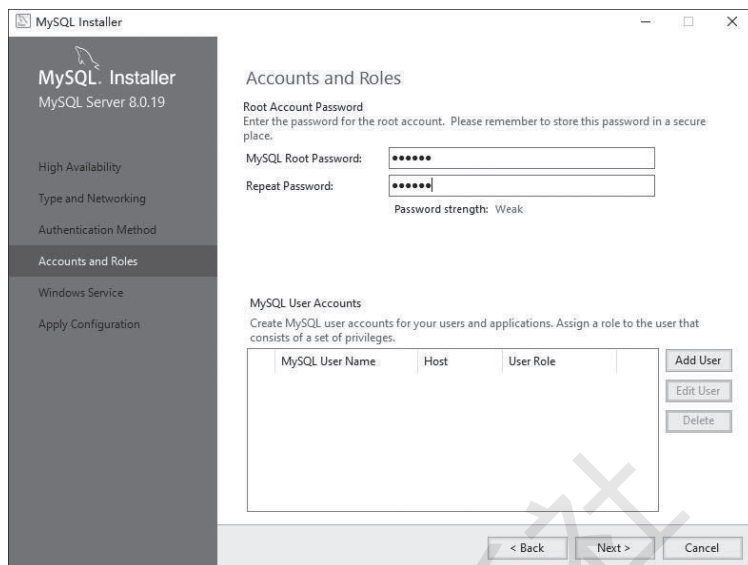 MySQL Installer
MySQL. Installer
MySQL Server 8.0.19
High Availability
Type and Networking
Authentication Method
Accounts and Roles
Windows Service
Apply Configuration
Accounts and Roles
Root Account Password
Enter the password for the root account. Please remember to store this password in a secure
place.
MySQL Root Password:
●●●●●●
Repeat Password:
●●●●●●
Password strength: Weak
MySQL User Accounts
Create MySQL user accounts for your users and applications. Assign a role to the user that
consists of a set of privileges.
MySQL User Name Host User Role
Add User
Edit User
Delete
< Back Next > Cancel
社